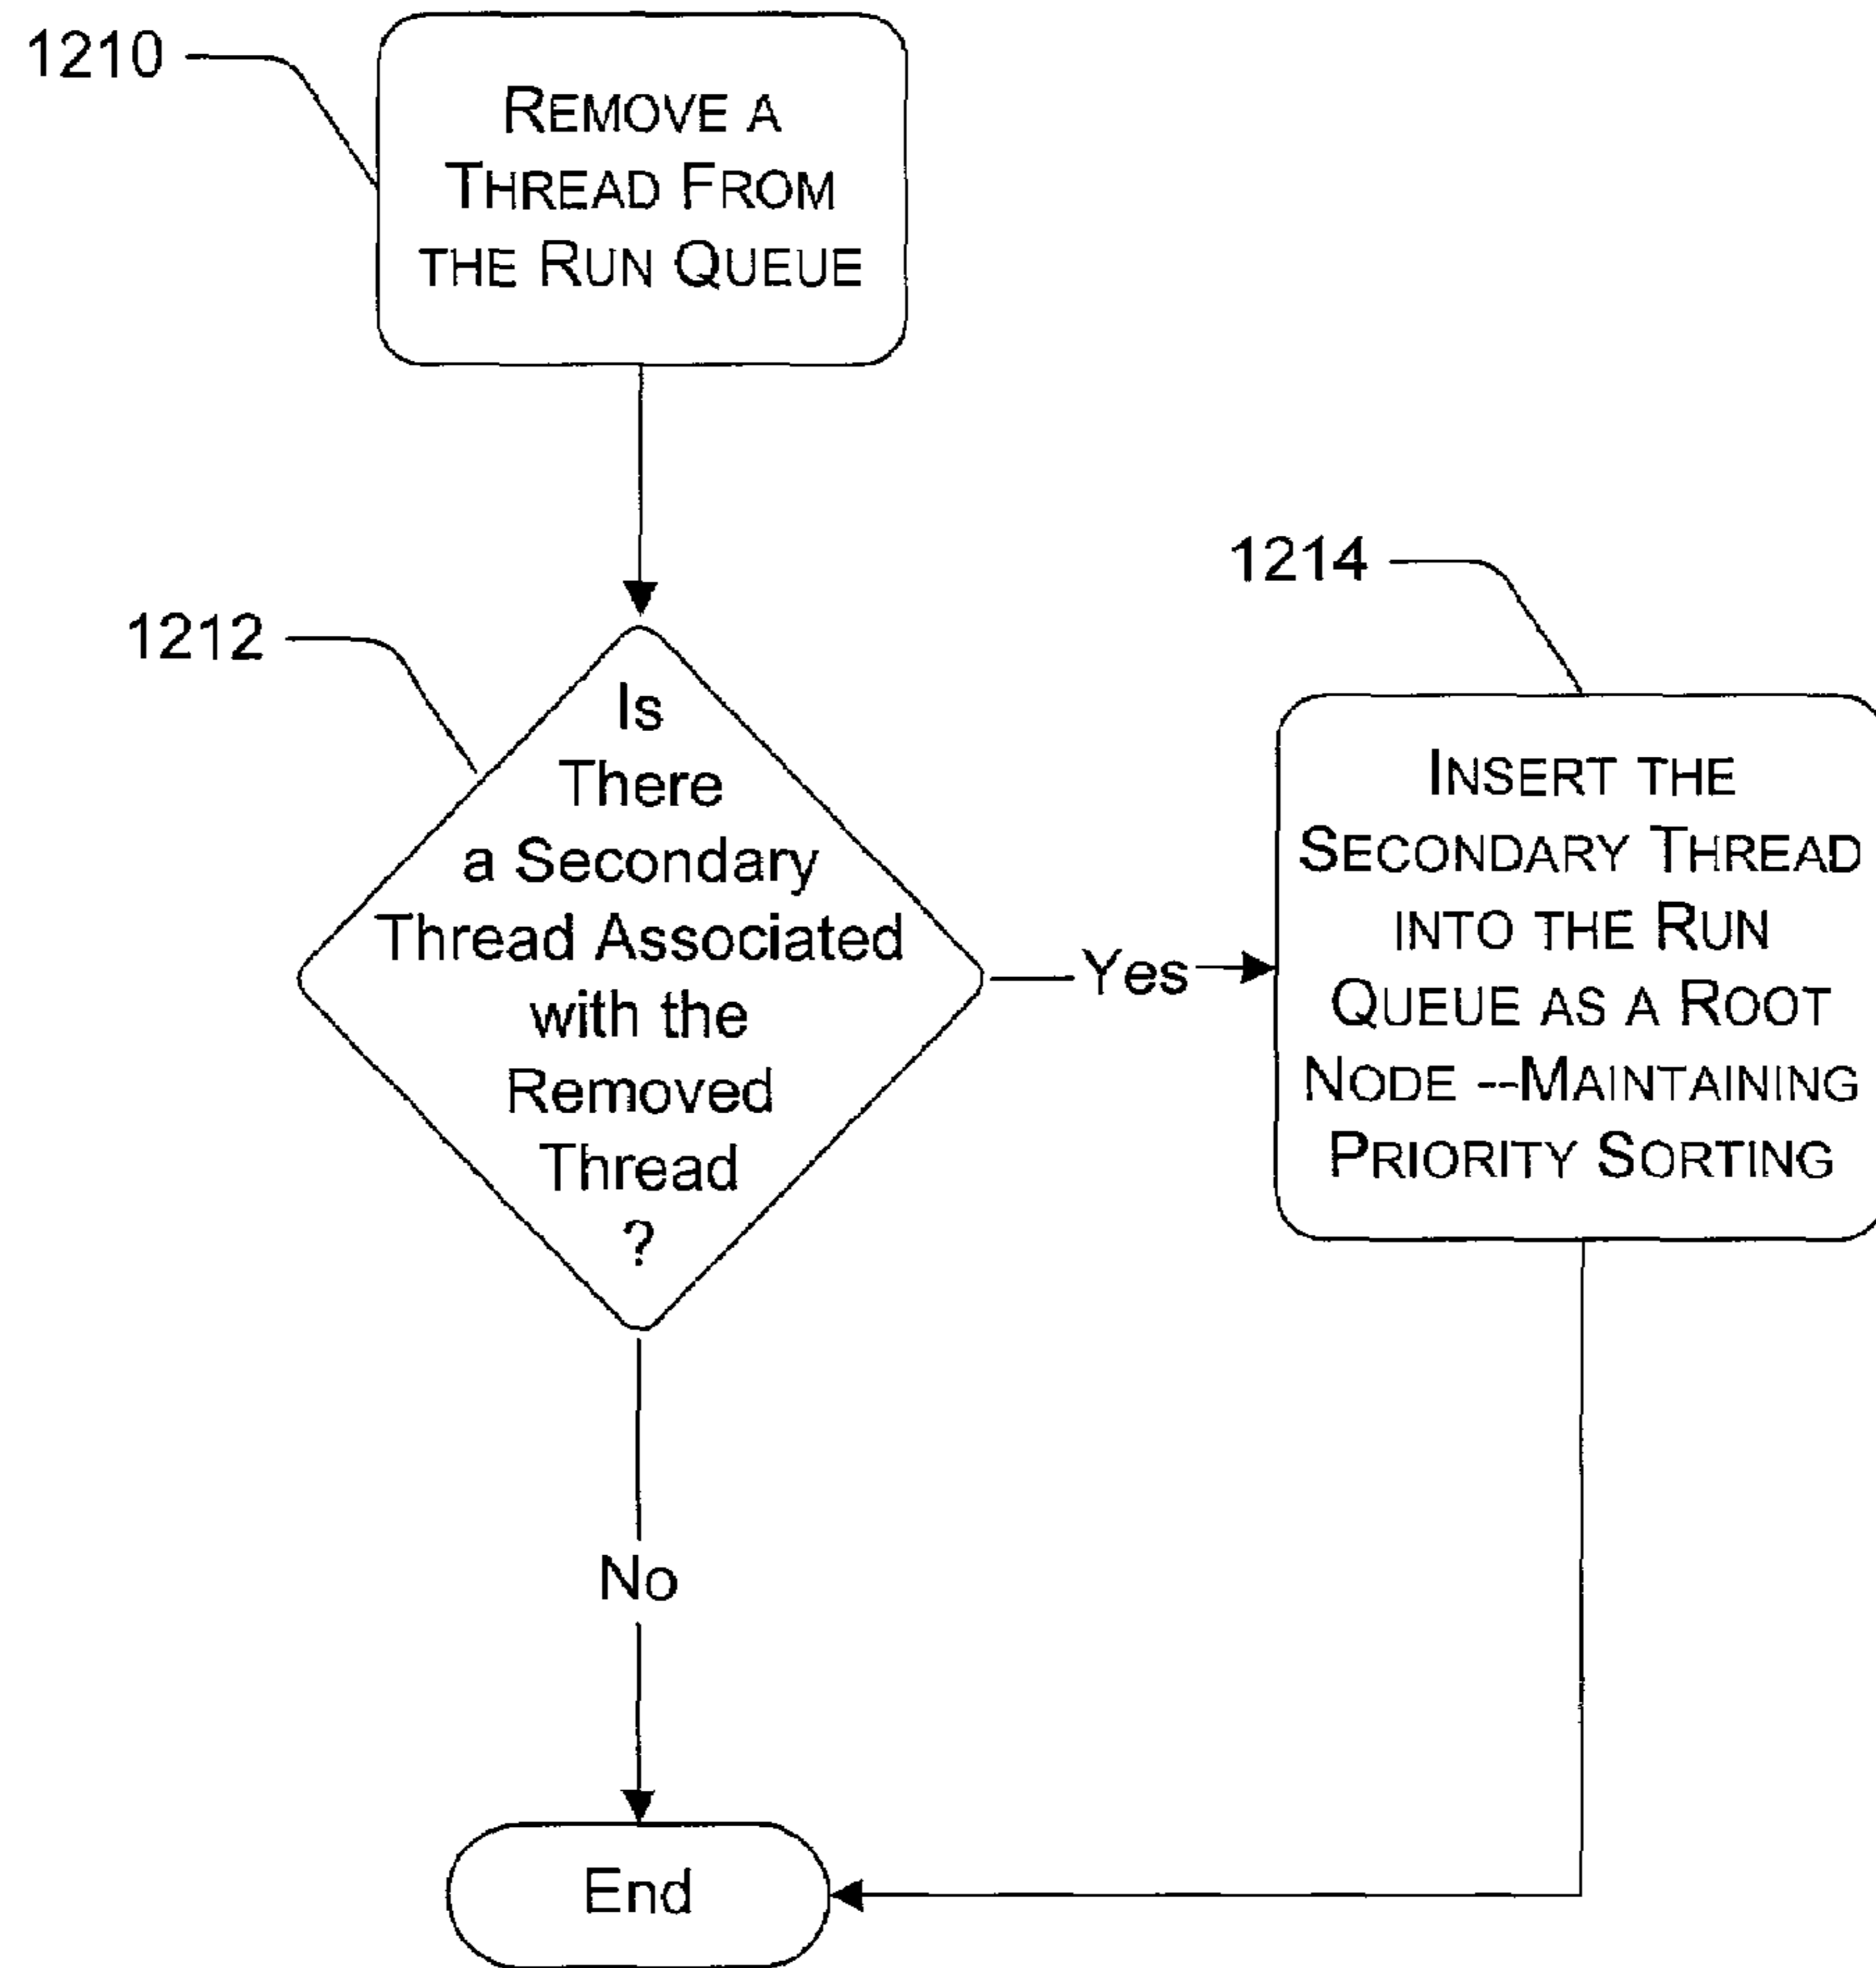 1210
REMOVE A
THREAD FROM
THE RUN QUEUE
1212
Is
There
a Secondary
Thread Associated
with the
Removed
Thread
?
Yes
1214
INSERT THE
SECONDARY THREAD
INTO THE RUN
QUEUE AS A ROOT
NODE --MAINTAINING
PRIORITY SORTING
No
End